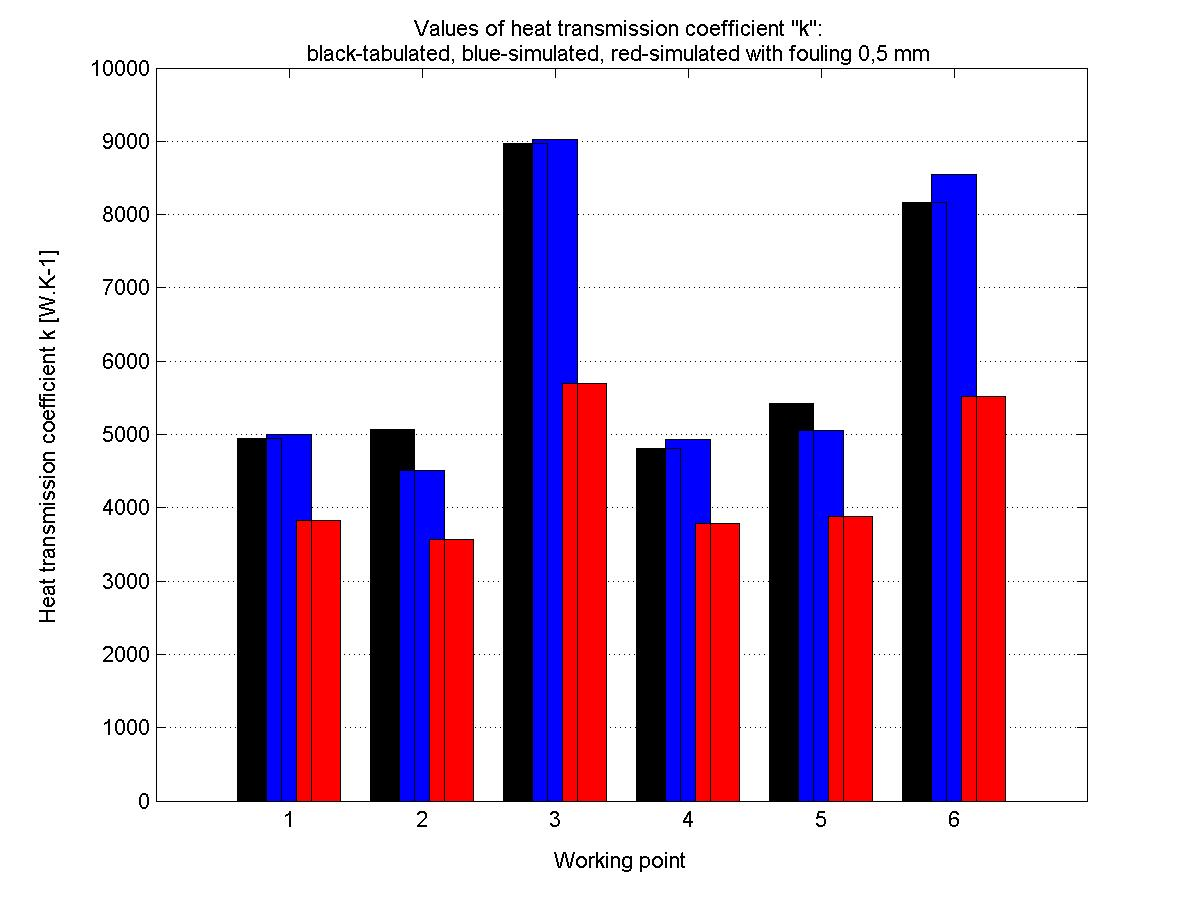 Values of heat transmission coefficient "k":
black-tabulated, blue-simulated, red-simulated with fouling 0,5 mm
10000
9000
8000
7000
6000
5000
4000
3000
2000
1000
0
Heat transmission coefficient k [W.K-1]
1 2 3 4 5 6
Working point